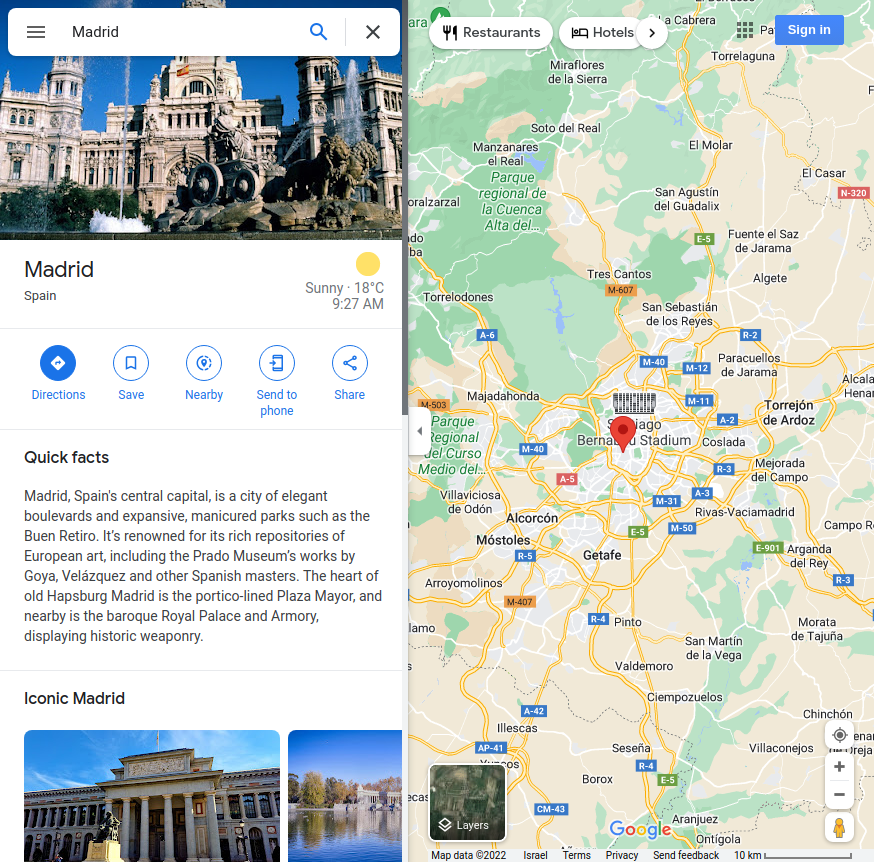 Madrid
Madrid
Spain
Sunny · 18°C
9:27 AM
Directions
Save
Nearby
Send to
phone
Share
Quick facts
Madrid, Spain's central capital, is a city of elegant
boulevards and expansive, manicured parks such as the
Buen Retiro. It's renowned for its rich repositories of
European art, including the Prado Museum's works by
Goya, Velázquez and other Spanish masters. The heart of
old Hapsburg Madrid is the portico-lined Plaza Mayor, and
nearby is the baroque Royal Palace and Armory,
displaying historic weaponry.
Iconic Madrid
Restaurants
Hotels
Sign in
La Cabrera
Torrelaguna
Miraflores
de la Sierra
Soto del Real
Manzanares
el Real
El Molar
El Casar
Parque
regional de
la Cuenca
Alta del...
San Agustín
del Guadalix
N-320
oralzarzal
E-5
Fuente el Saz
de Jarama
Tres Cantos
M-607
Algete
Torrelodones
San Sebastián
de los Reyes
A-6
R-2
M-40
M-12
Paracuellos
de Jarama
Alcala
Henar
Majadahonda
M-503
M-11
Torrejón
de Ardoz
A-2
Parque
Regional
del Curso
Medio del...
Bernabéu Stadium
Coslada
M-40
R-3
Mejorada
del Campo
A-5
Villaviciosa
de Odón
M-31
A-3
Rivas-Vaciamadrid
Alcorcón
M-50
Campo R
E-5
Móstoles
Getafe
E-901
Arganda
del Rey
R-5
R-3
Arroyomolinos
M-407
R-4
Pinto
lamo
Morata
de Tajuña
San Martín
de la Vega
Valdemoro
Ciempozuelos
A-42
Chinchón
Illescas
AP-41
Seseña
Villaconejos
Yuncos
R-4
Borox
E-5
ecas
CM-43
Layers
Google
Aranjuez
Ontígola
Map data ©2022
Israel
Terms
Privacy
Send feedback
10 km